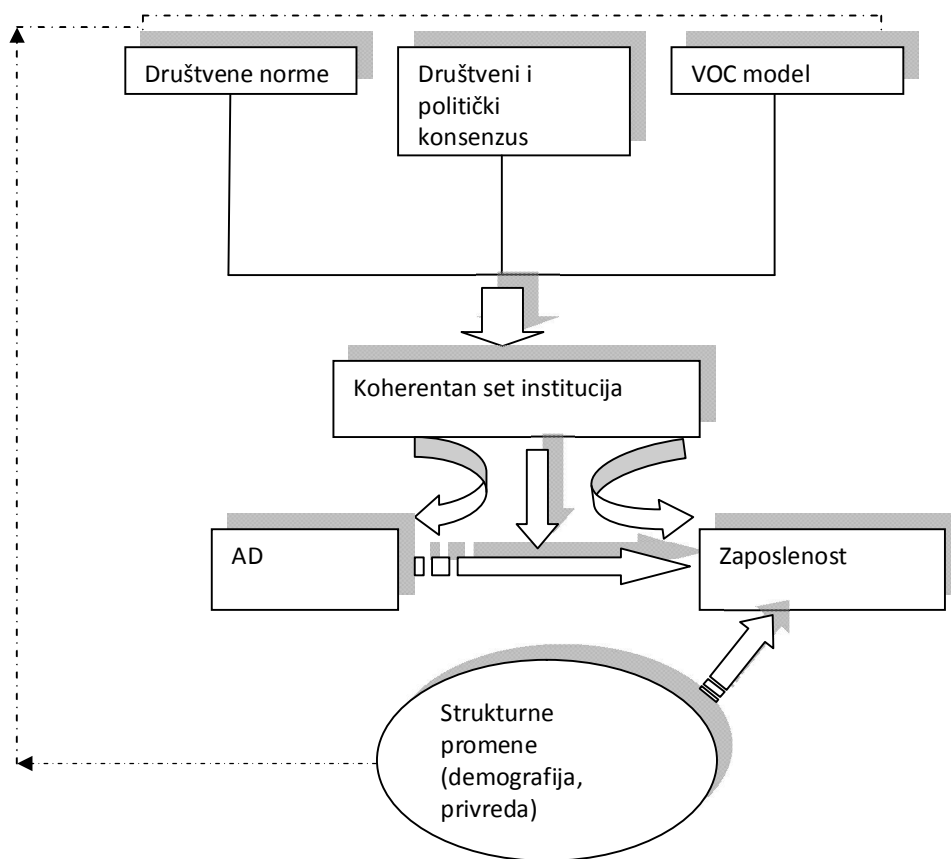 Društvene norme
Društveni i
politički
konsenzus
VOC model
Koherentan set institucija
AD
Zaposlenost
Strukturne
promene
(demografija,
privreda)